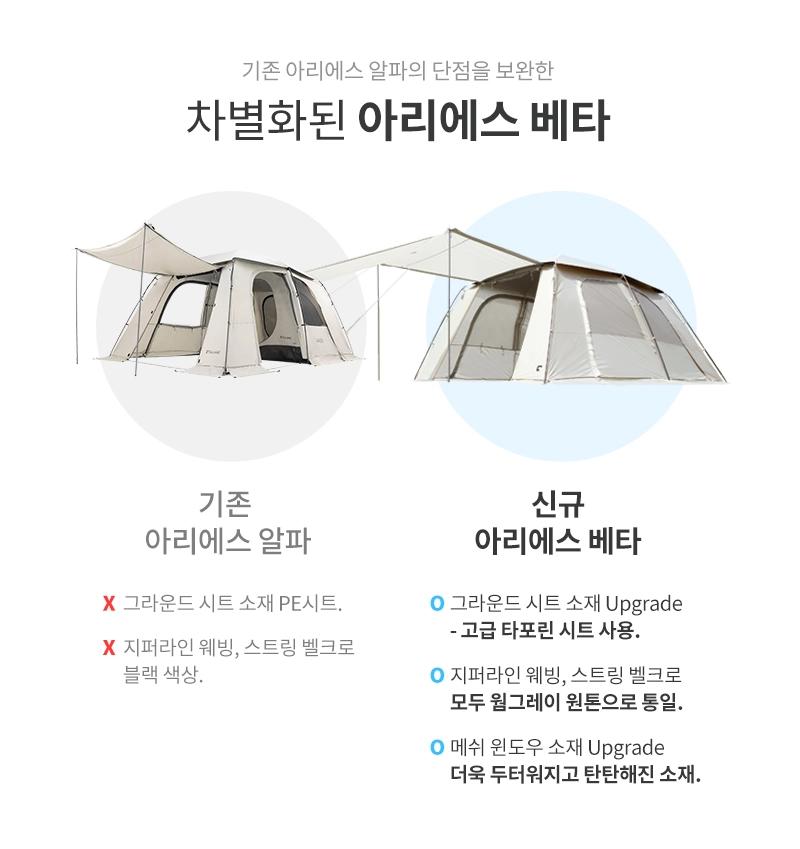 기존 아리에스 알파의 단점을 보완한
차별화된 아리에스 베타
기존
아리에스 알파
X 그라운드 시트 소재 PE시트.
X 지퍼라인 웨빙, 스트링 벨크로
블랙 색상.
신규
아리에스 베타
O 그라운드 시트 소재 Upgrade
- 고급 타포린 시트 사용.
O 지퍼라인 웨빙, 스트링 벨크로
모두 웜그레이 원톤으로 통일.
O 메쉬 윈도우 소재 Upgrade
더욱 두터워지고 탄탄해진 소재.